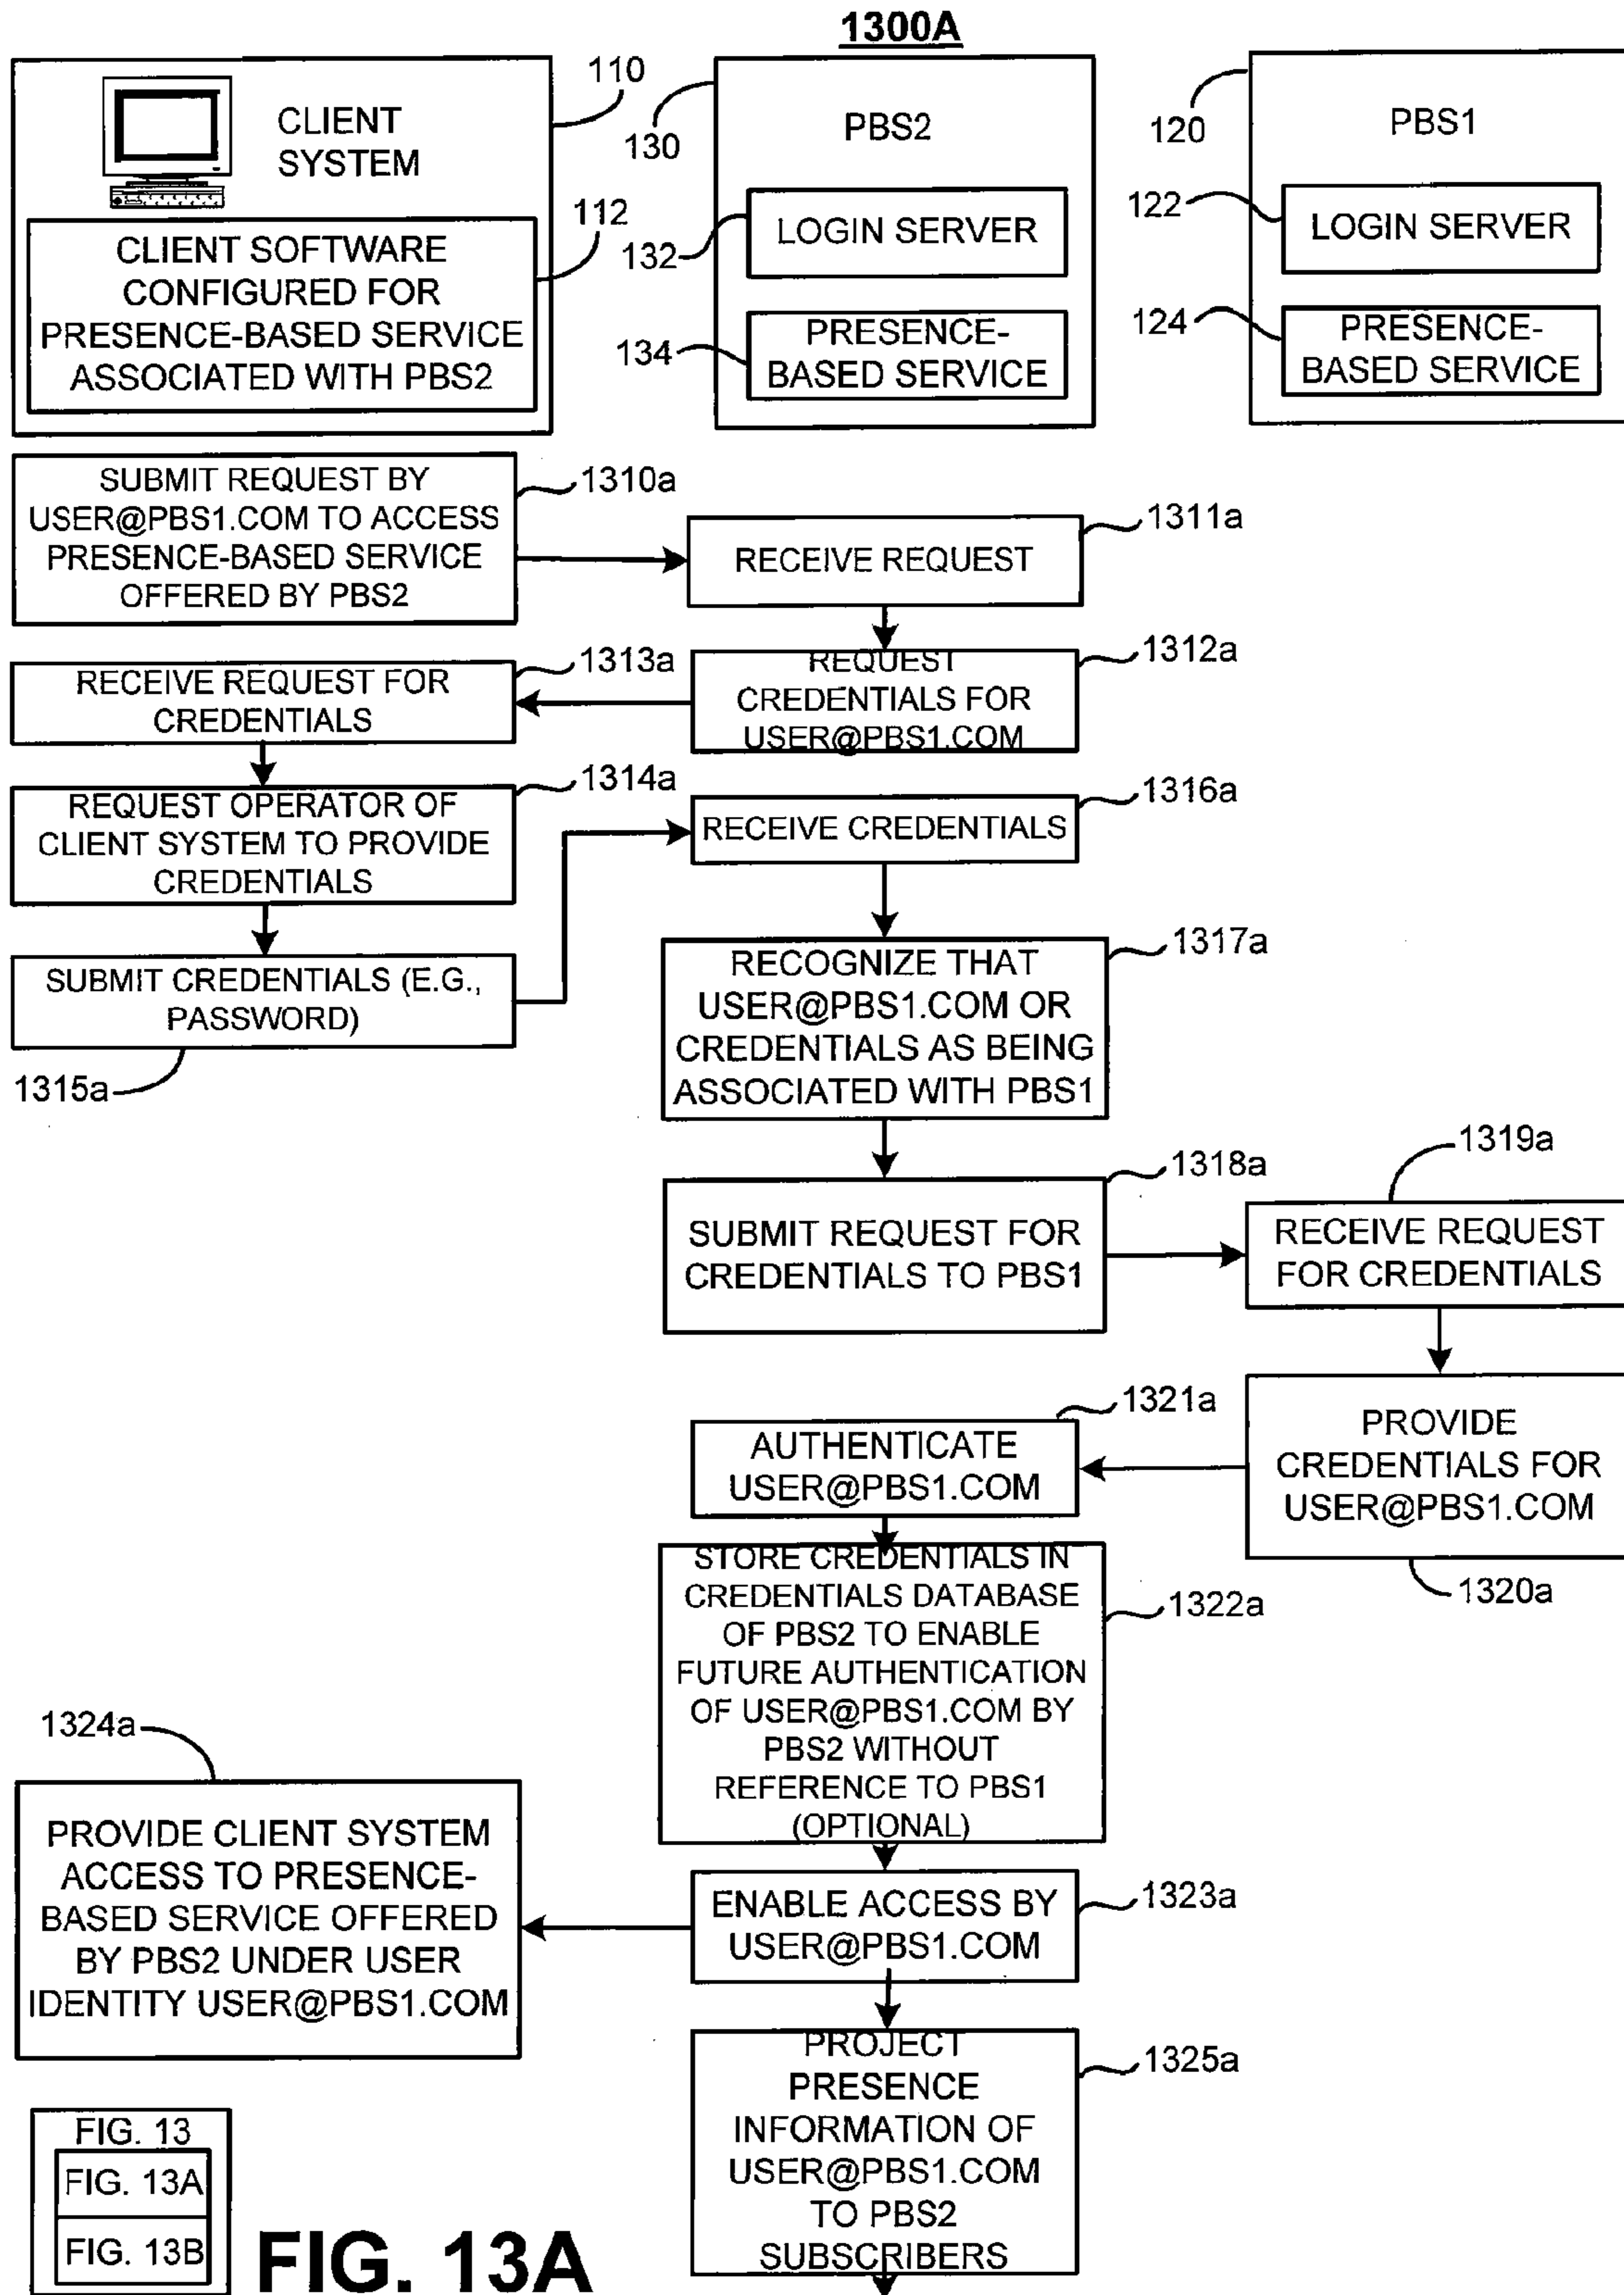 1300A
CLIENT
SYSTEM
110
CLIENT SOFTWARE
CONFIGURED FOR
PRESENCE-BASED SERVICE
ASSOCIATED WITH PBS2
112
130
PBS2
132
LOGIN SERVER
134
PRESENCE-
BASED SERVICE
120
PBS1
122
LOGIN SERVER
124
PRESENCE-
BASED SERVICE
SUBMIT REQUEST BY
USER@PBS1.COM TO ACCESS
PRESENCE-BASED SERVICE
OFFERED BY PBS2
1310a
RECEIVE REQUEST
1311a
REQUEST
CREDENTIALS FOR
USER@PBS1.COM
1312a
RECEIVE REQUEST FOR
CREDENTIALS
1313a
REQUEST OPERATOR OF
CLIENT SYSTEM TO PROVIDE
CREDENTIALS
1314a
SUBMIT CREDENTIALS (E.G.,
PASSWORD)
1315a
RECEIVE CREDENTIALS
1316a
RECOGNIZE THAT
USER@PBS1.COM OR
CREDENTIALS AS BEING
ASSOCIATED WITH PBS1
1317a
SUBMIT REQUEST FOR
CREDENTIALS TO PBS1
1318a
1319a
RECEIVE REQUEST
FOR CREDENTIALS
PROVIDE
CREDENTIALS FOR
USER@PBS1.COM
1320a
1321a
AUTHENTICATE
USER@PBS1.COM
STORE CREDENTIALS IN
CREDENTIALS DATABASE
OF PBS2 TO ENABLE
FUTURE AUTHENTICATION
OF USER@PBS1.COM BY
PBS2 WITHOUT
REFERENCE TO PBS1
(OPTIONAL)
1322a
ENABLE ACCESS BY
USER@PBS1.COM
1323a
1324a
PROVIDE CLIENT SYSTEM
ACCESS TO PRESENCE-
BASED SERVICE OFFERED
BY PBS2 UNDER USER
IDENTITY USER@PBS1.COM
PROJECT
PRESENCE
INFORMATION OF
USER@PBS1.COM
TO PBS2
SUBSCRIBERS
1325a
FIG. 13
FIG. 13A
FIG. 13B
FIG. 13A